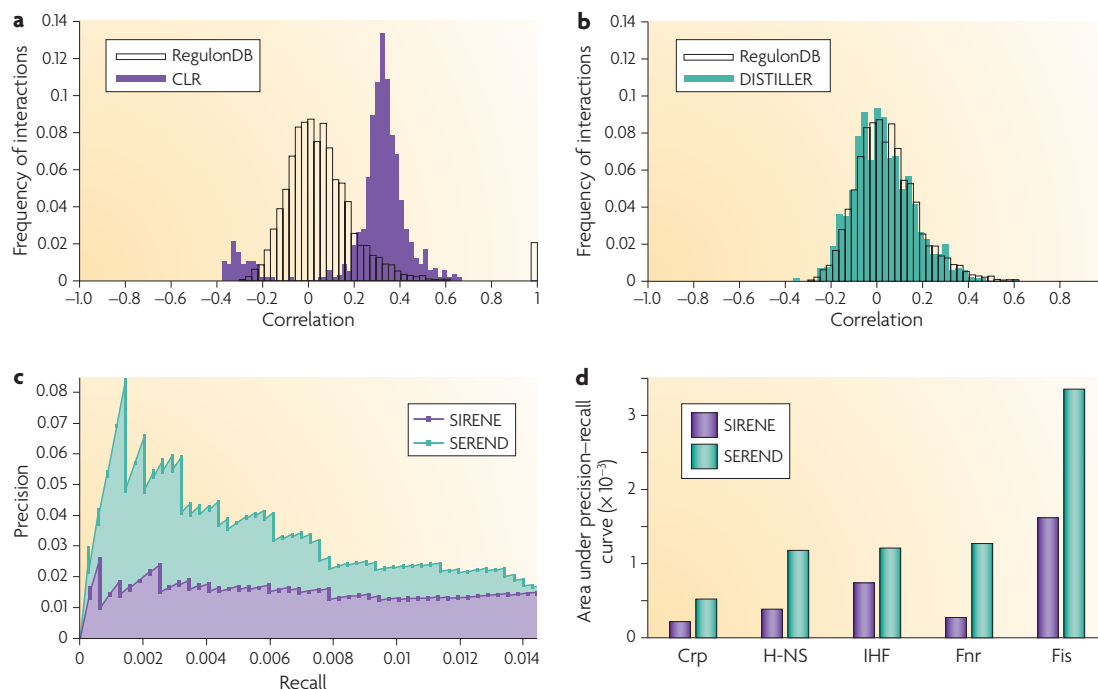 a
0.14
0.12
0.1
0.08
0.06
0.04
0.02
0
Frequency of interactions
RegulonDB
CLR
–1.0 –0.8 –0.6 –0.4 –0.2 0 0.2 0.4 0.6 0.8 1
Correlation
b
0.14
0.12
0.1
0.08
0.06
0.04
0.02
0
Frequency of interactions
RegulonDB
DISTILLER
–1.0 –0.8 –0.6 –0.4 –0.2 0 0.2 0.4 0.6 0.8
Correlation
c
0.08
0.07
0.06
0.05
0.04
0.03
0.02
0.01
0
Precision
SIRENE
SEREND
0 0.002 0.004 0.006 0.008 0.01 0.012 0.014
Recall
d
3
2
1
0
Area under precision–recall
curve (× 10⁻³)
SIRENE
SEREND
Crp H-NS IHF Fnr Fis